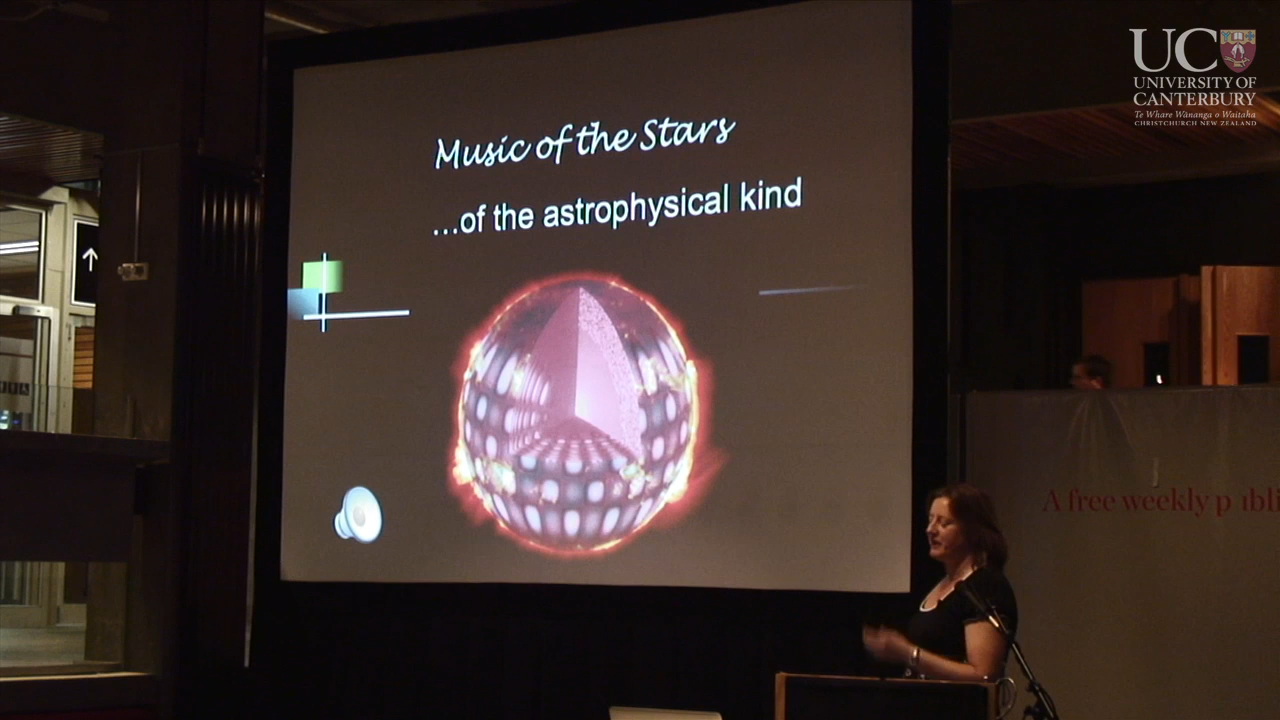 Music of the Stars
...of the astrophysical kind
UC
UNIVERSITY OF
CANTERBURY
Te Whare Wānanga o Waitaha
CHRISTCHURCH NEW ZEALAND
A free weekly